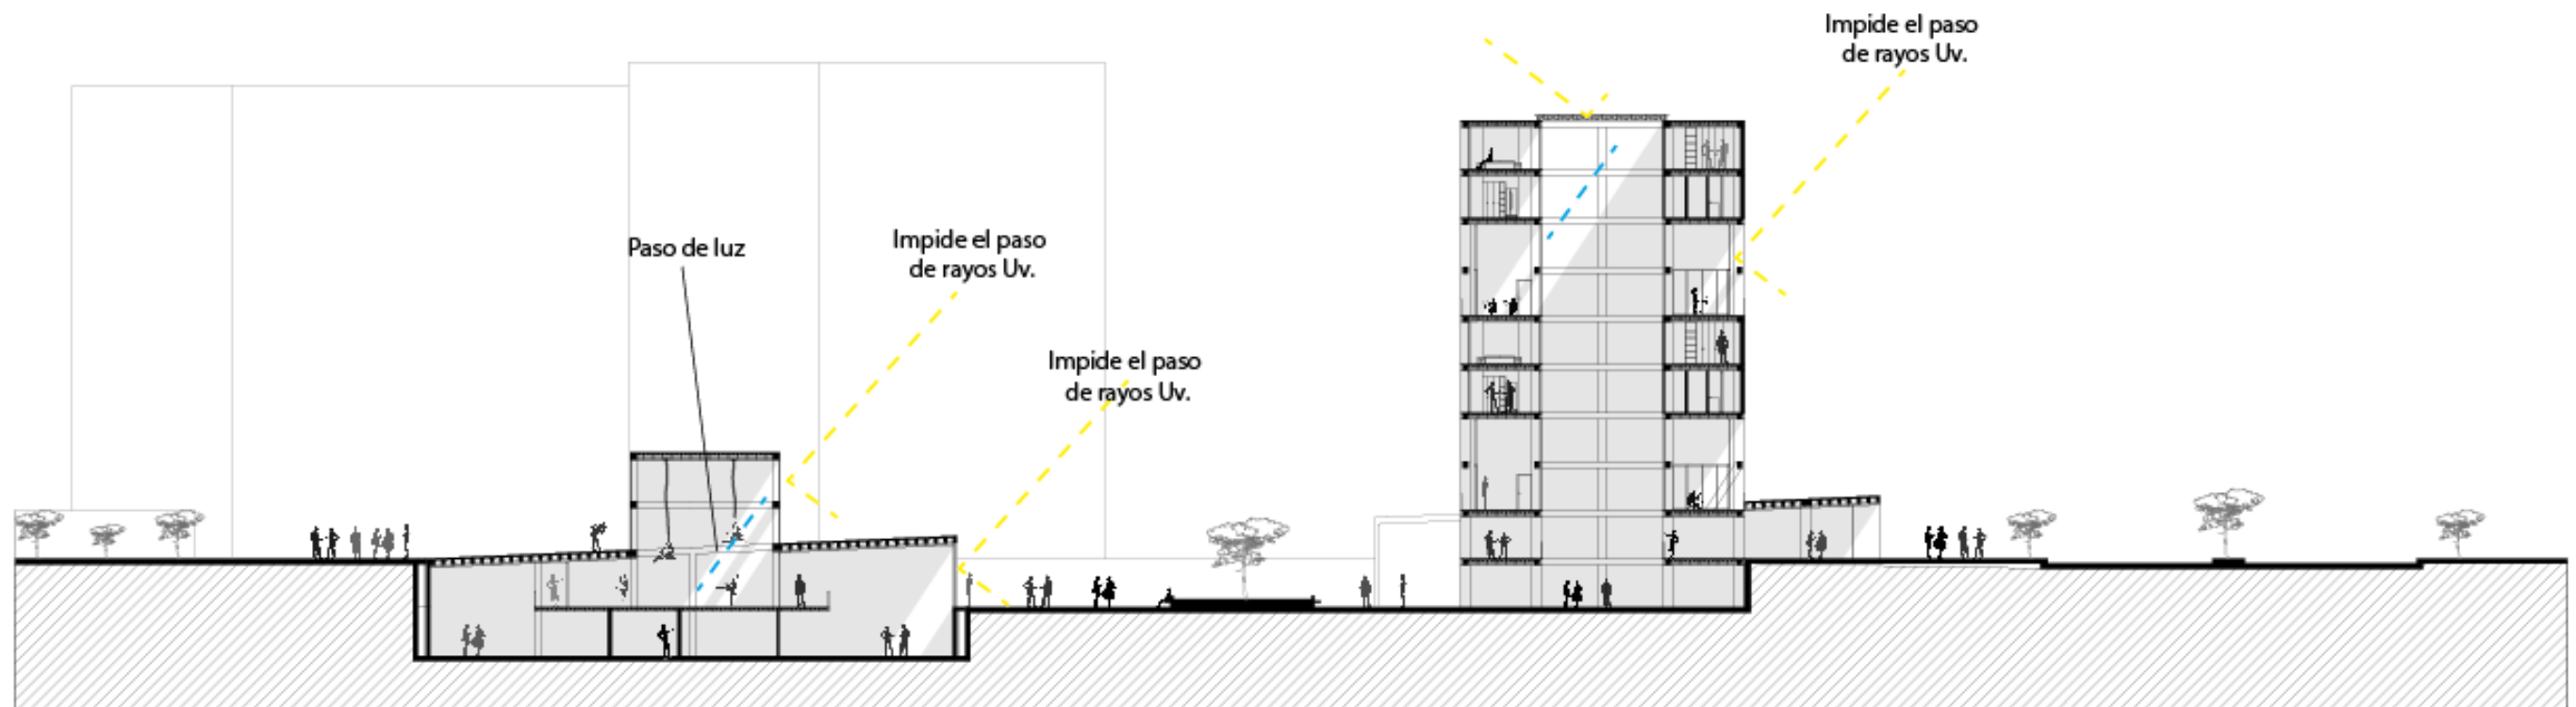 Impide el paso
de rayos Uv.
Paso de luz
Impide el paso
de rayos Uv.
Impide el paso
de rayos Uv.